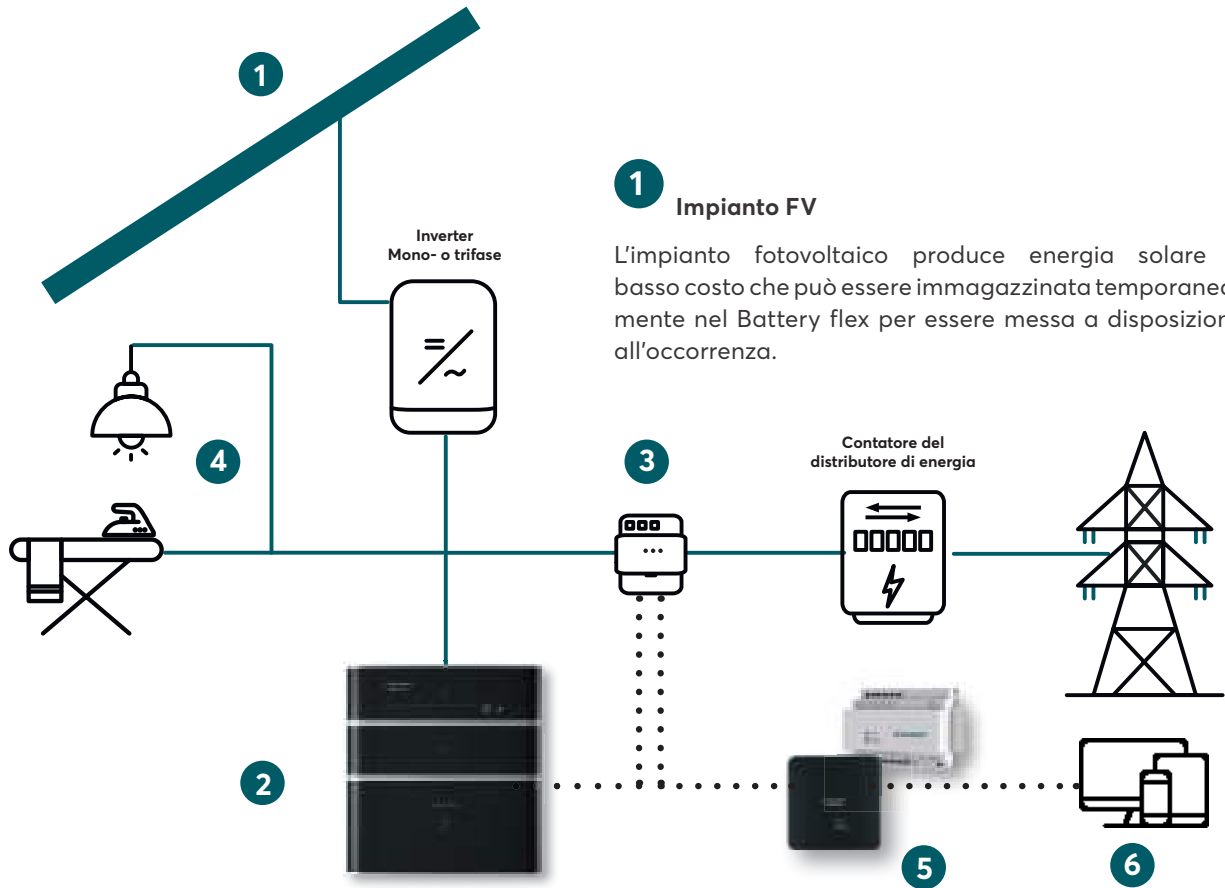 1
1
Impianto FV
Inverter
Mono- o trifase
L'impianto fotovoltaico produce energia solare
basso costo che può essere immagazzinata temporanea
mente nel Battery flex per essere messa a disposizion
all'occorrenza.
4
3
Contatore del
distributore di energia
2
5
6